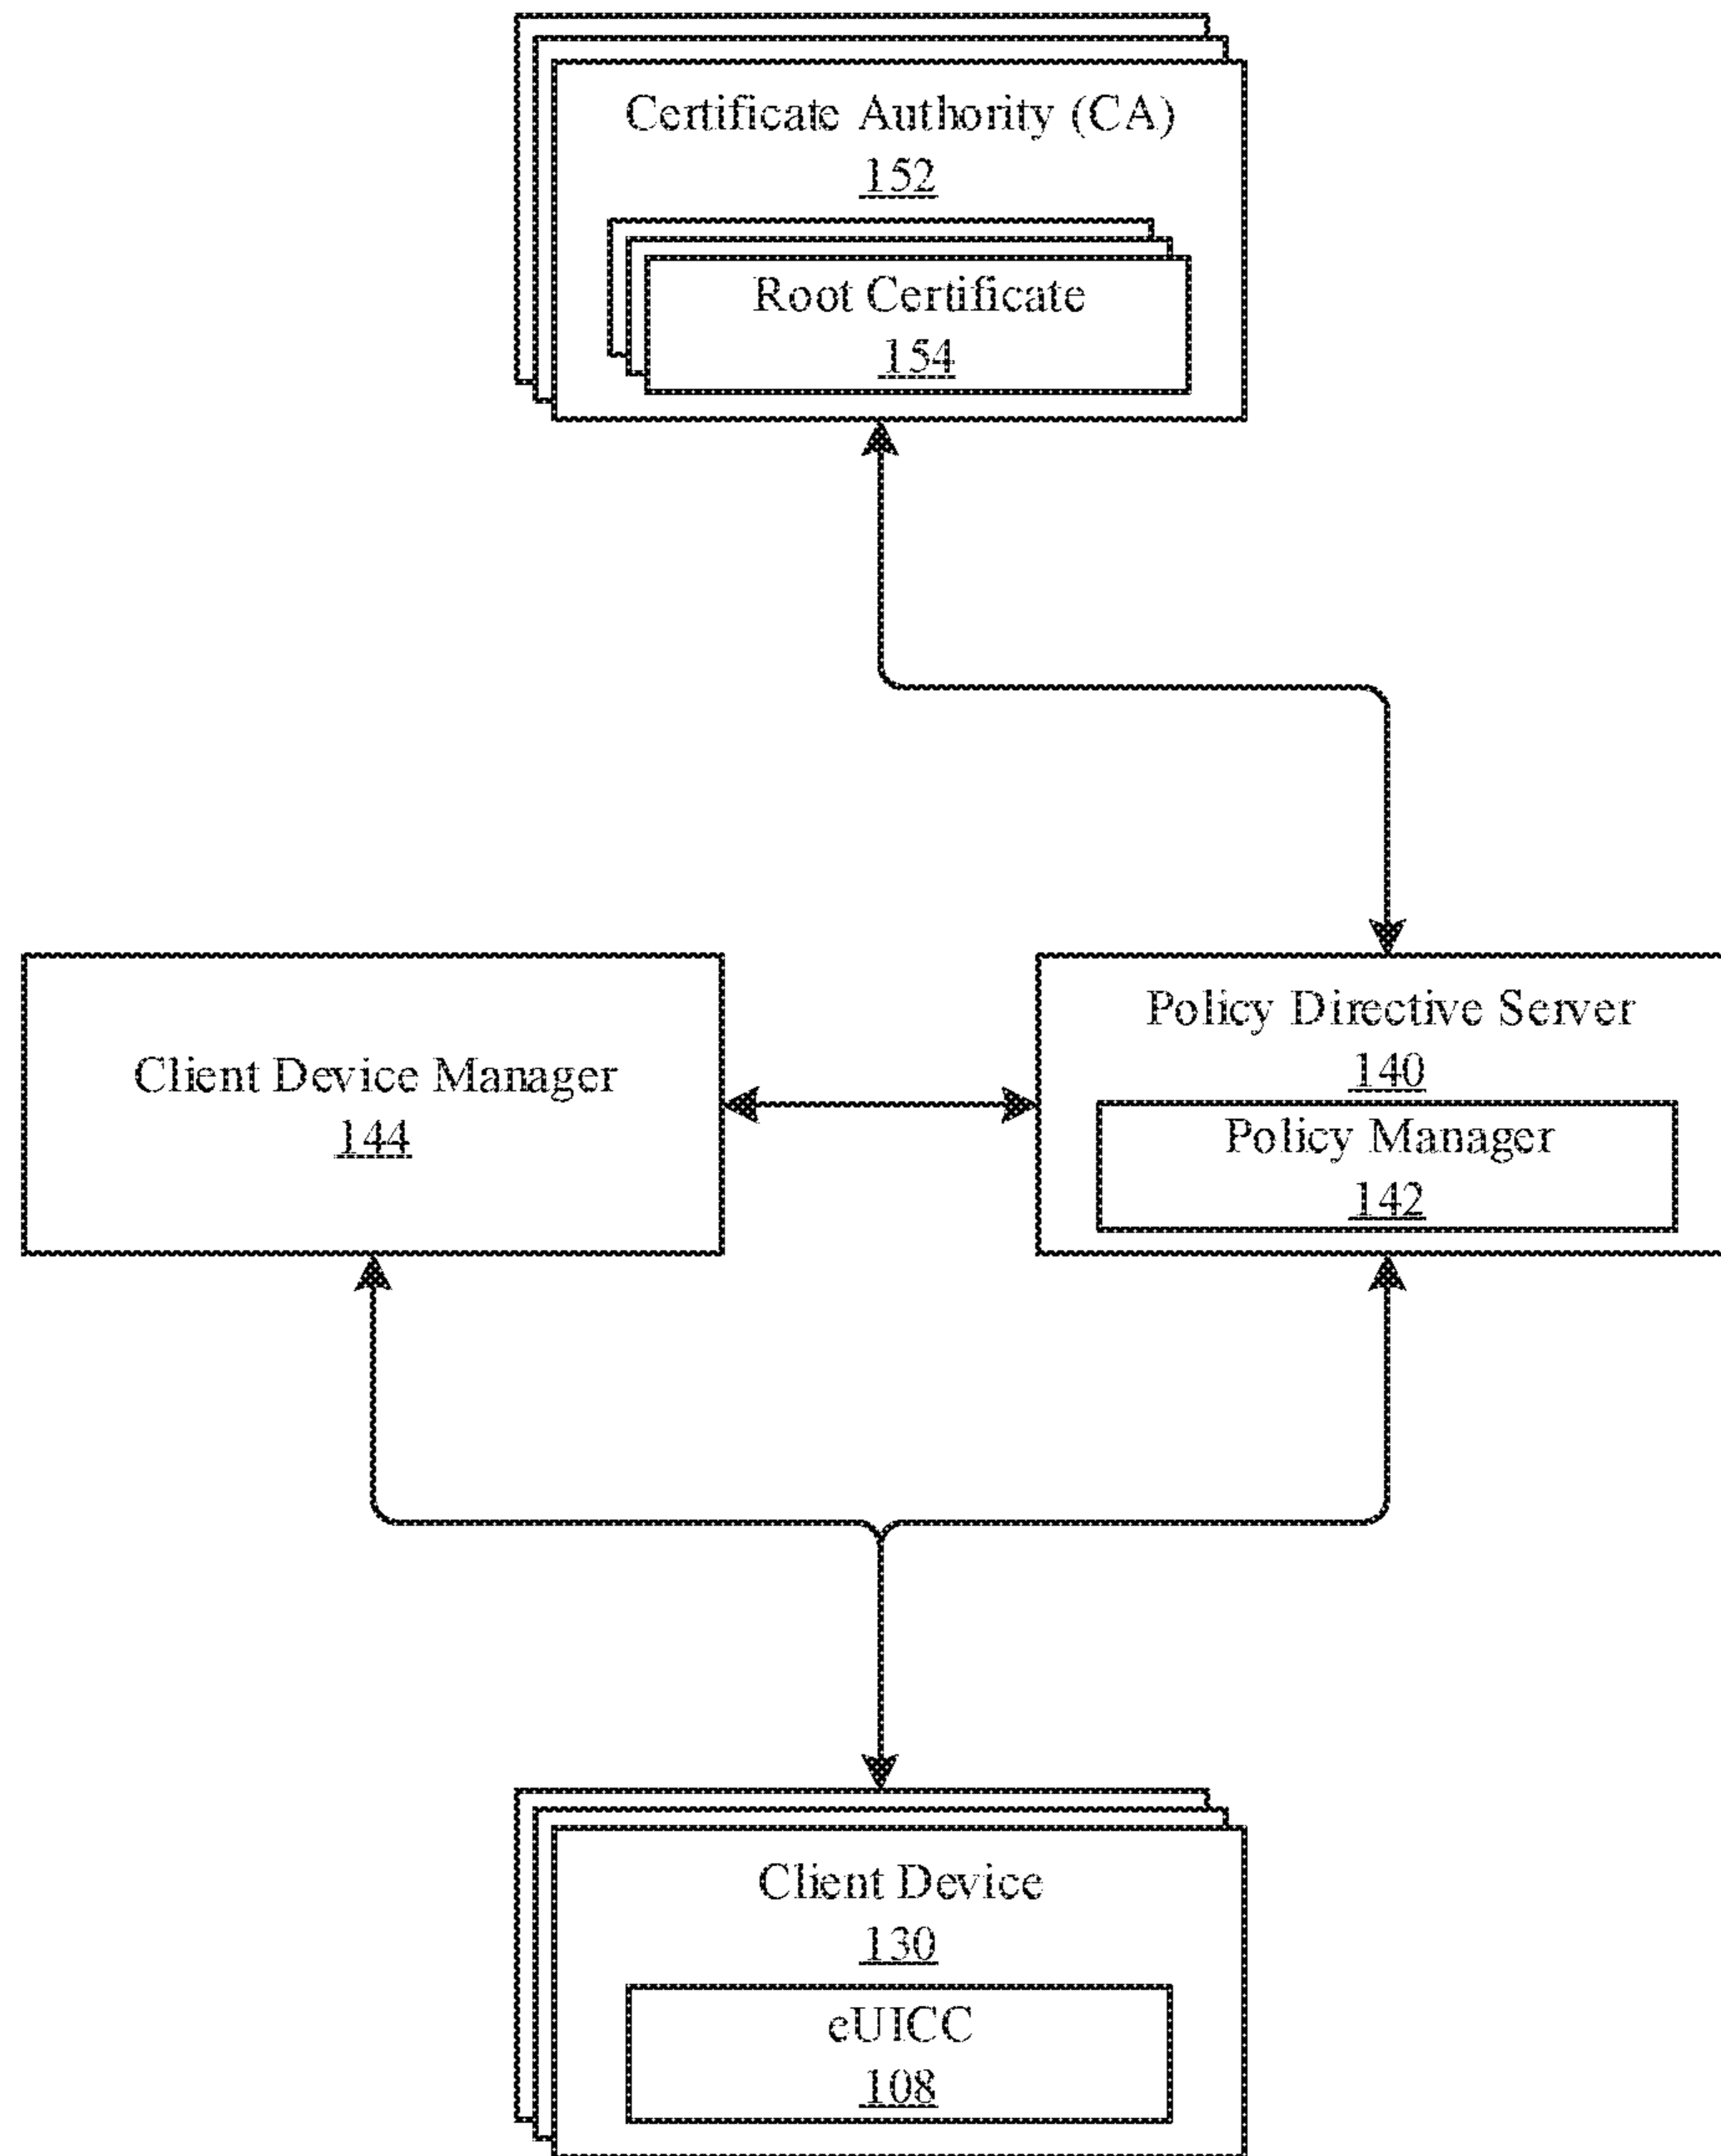 Certificate Authority (CA)
152
Root Certificate
154
Client Device Manager
144
Policy Directive Server
140
Policy Manager
142
Client Device
130
eUICC
108